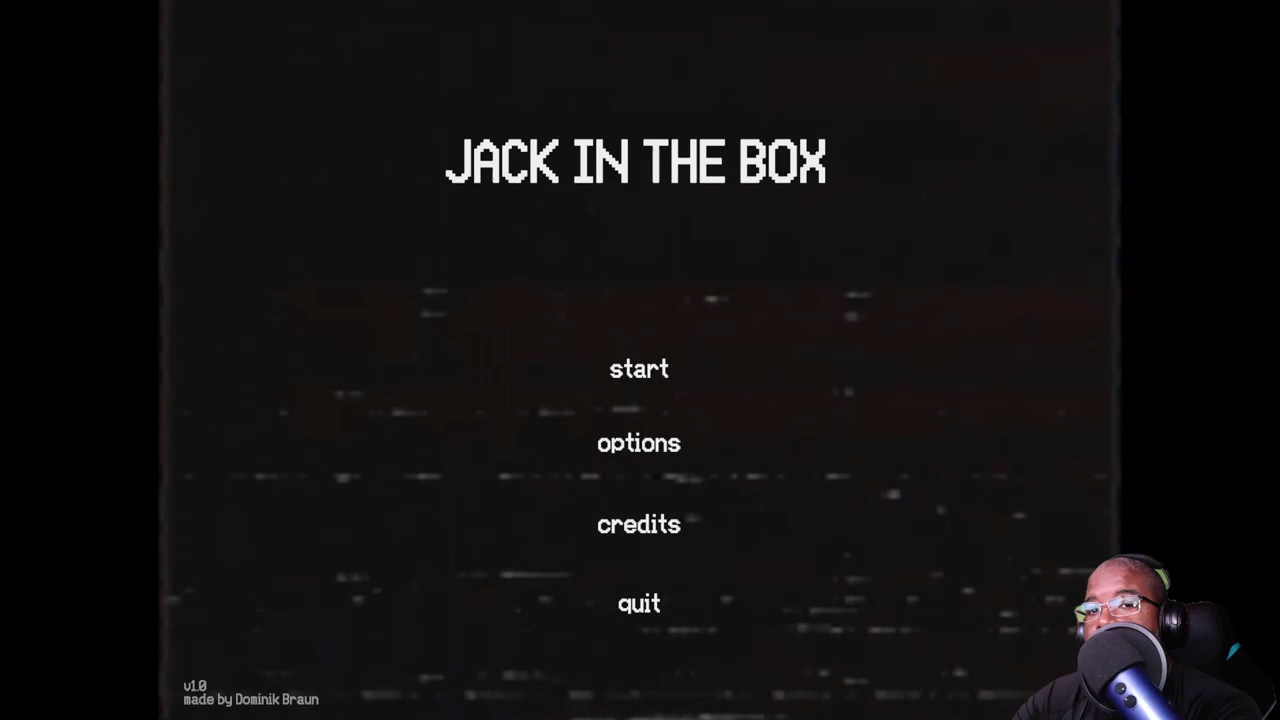 JACK IN THE BOX
start
options
credits
quit
v1.0
made by Dominik Braun